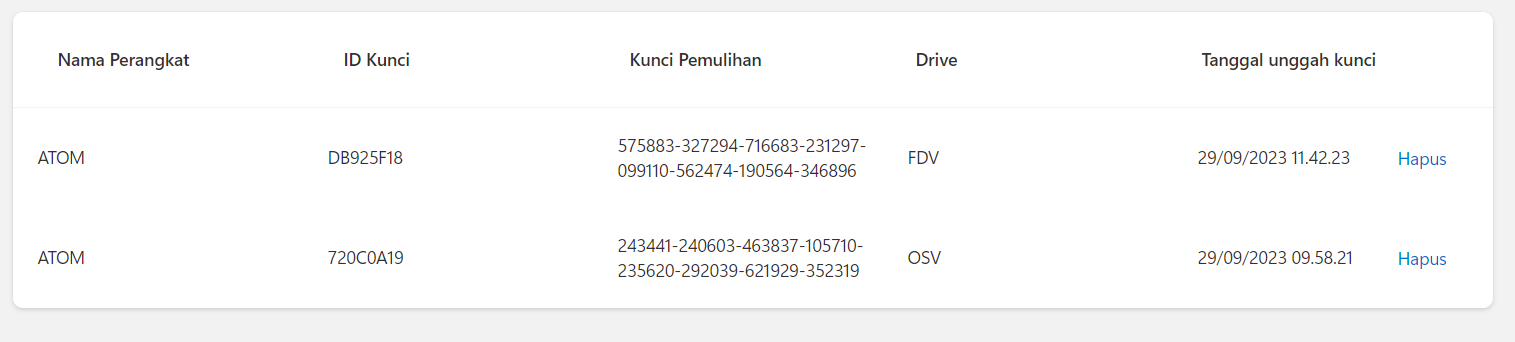 Nama Perangkat ID Kunci Kunci Pemulihan Drive Tanggal unggah kunci
ATOM DB925F18 575883-327294-716683-231297-
099110-562474-190564-346896 FDV 29/09/2023 11.42.23 Hapus
ATOM 720C0A19 243441-240603-463837-105710-
235620-292039-621929-352319 OSV 29/09/2023 09.58.21 Hapus